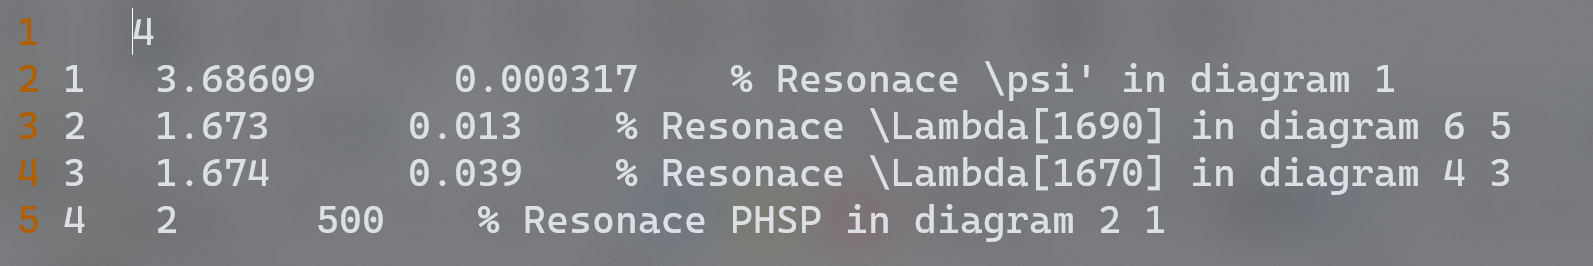 1 4
2 1 3.68609 0.000317 % Resonace \psi' in diagram 1
3 2 1.673 0.013 % Resonace \Lambda[1690] in diagram 6 5
4 3 1.674 0.039 % Resonace \Lambda[1670] in diagram 4 3
5 4 2 500 % Resonace PHSP in diagram 2 1